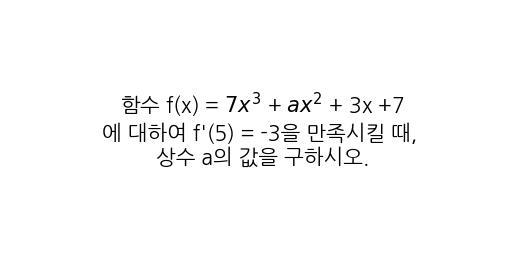 함수 f(x) = 7x³ + ax² + 3x +7
에 대하여 f'(5) = -3을 만족시킬 때,
상수 a의 값을 구하시오.